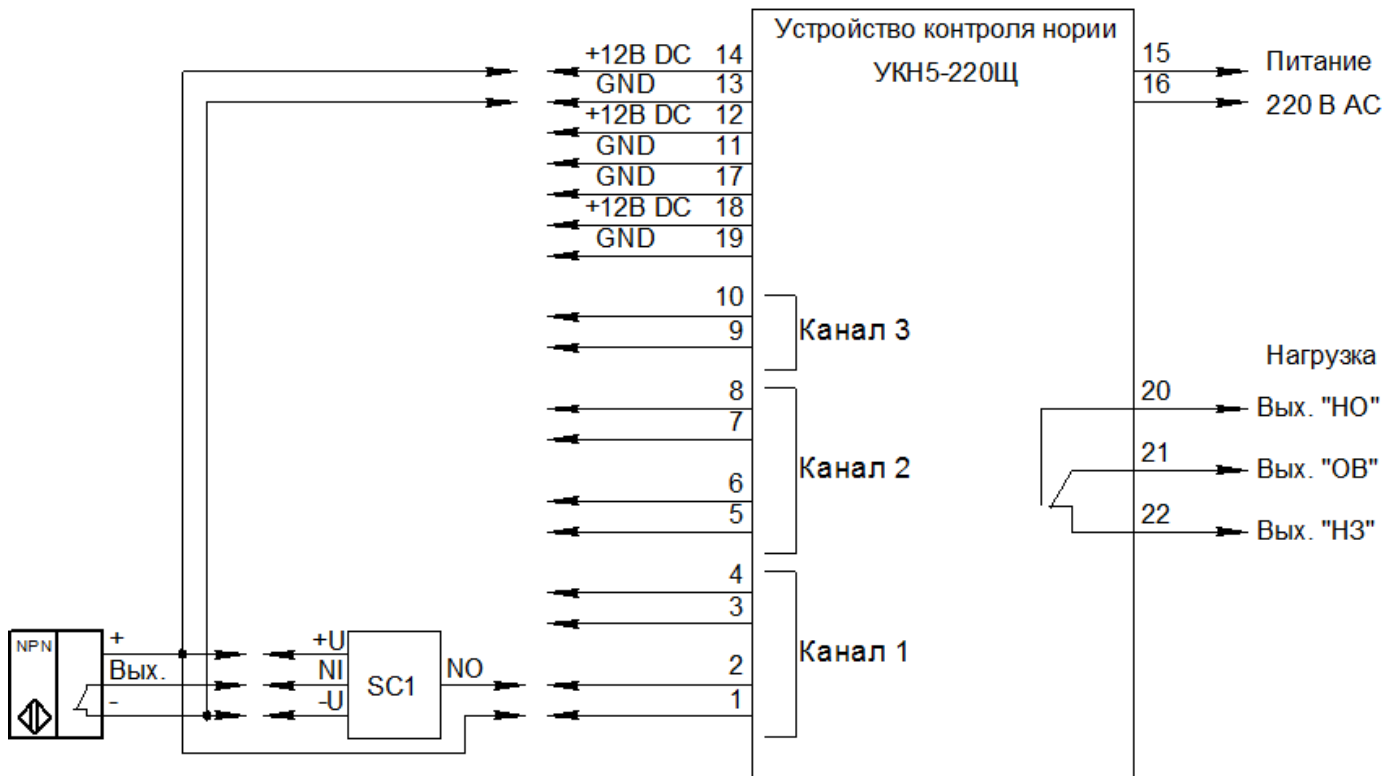 Устройство контроля нории
УКН5-220Щ
+12В DC 14
GND 13
+12В DC 12
GND 11
GND 17
+12В DC 18
GND 19
10
9
Канал 3
8
7
6
5
Канал 2
4
3
2
1
Канал 1
15
16
Питание
220 В АС
Нагрузка
20
Вых. "НО"
21
Вых. "ОВ"
22
Вых. "НЗ"
NPN
+
Вых.
-
+U
NI
-U
SC1
NO